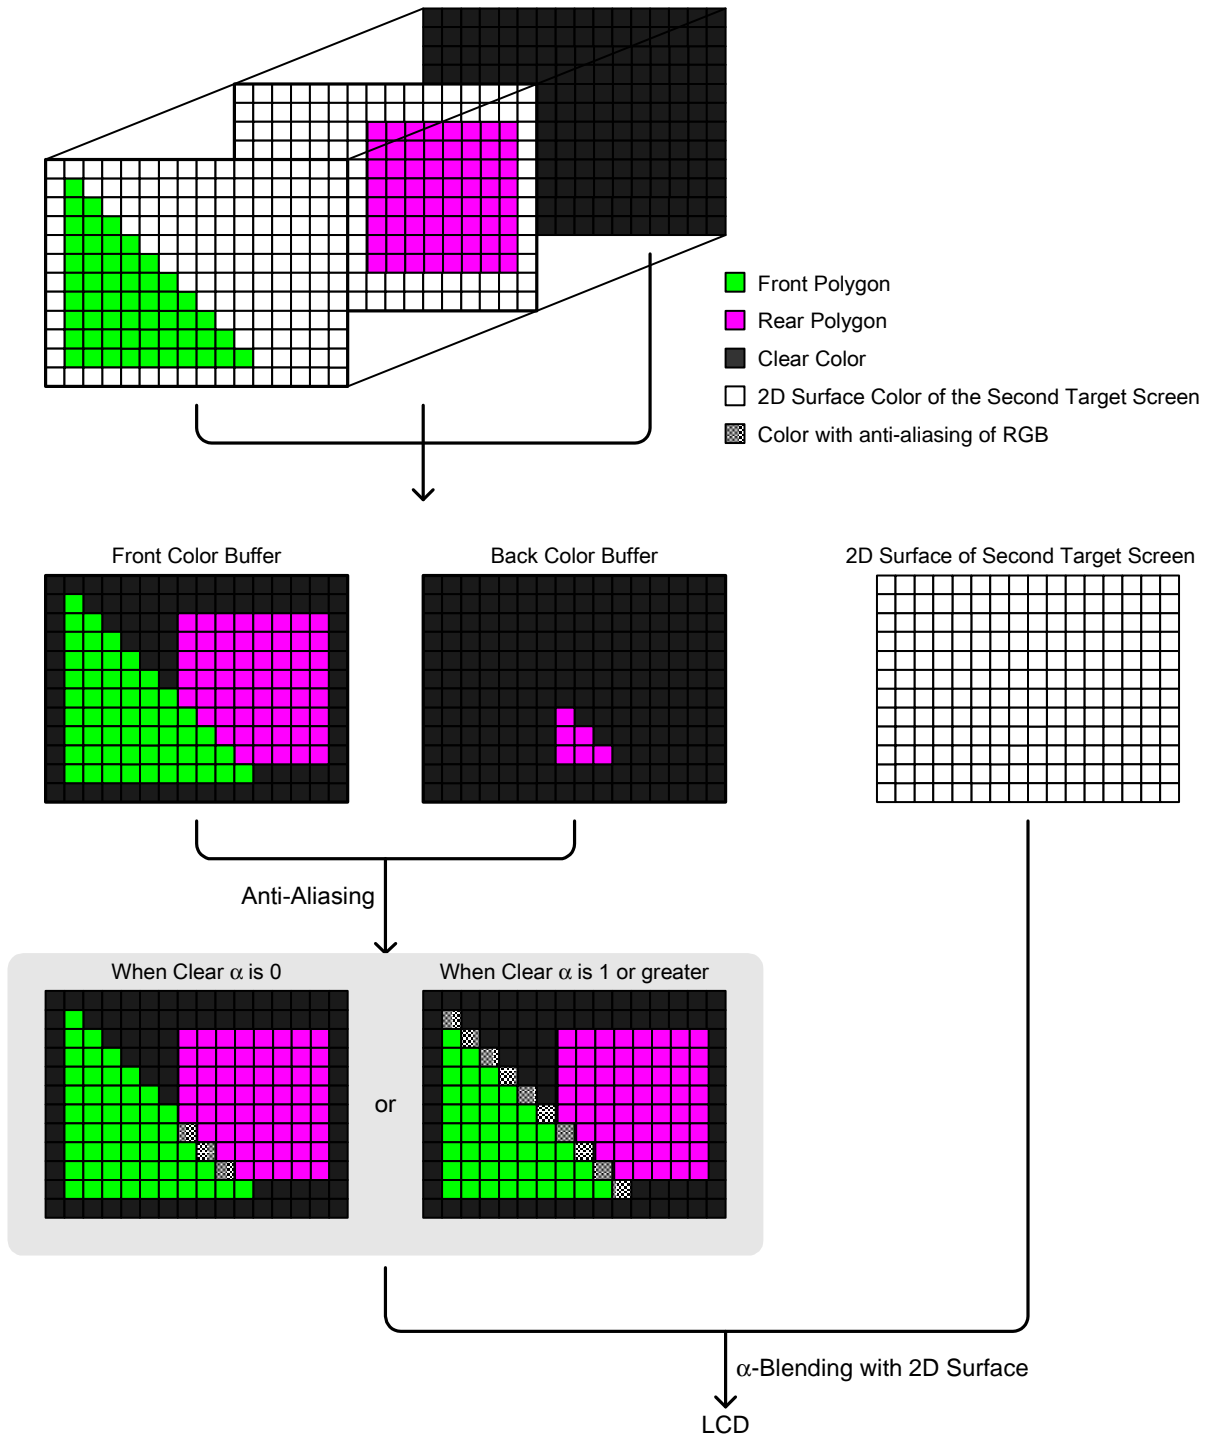 Front Polygon
Rear Polygon
Clear Color
2D Surface Color of the Second Target Screen
Color with anti-aliasing of RGB
Front Color Buffer
Back Color Buffer
2D Surface of Second Target Screen
Anti-Aliasing
When Clear α is 0
When Clear α is 1 or greater
or
α-Blending with 2D Surface
LCD